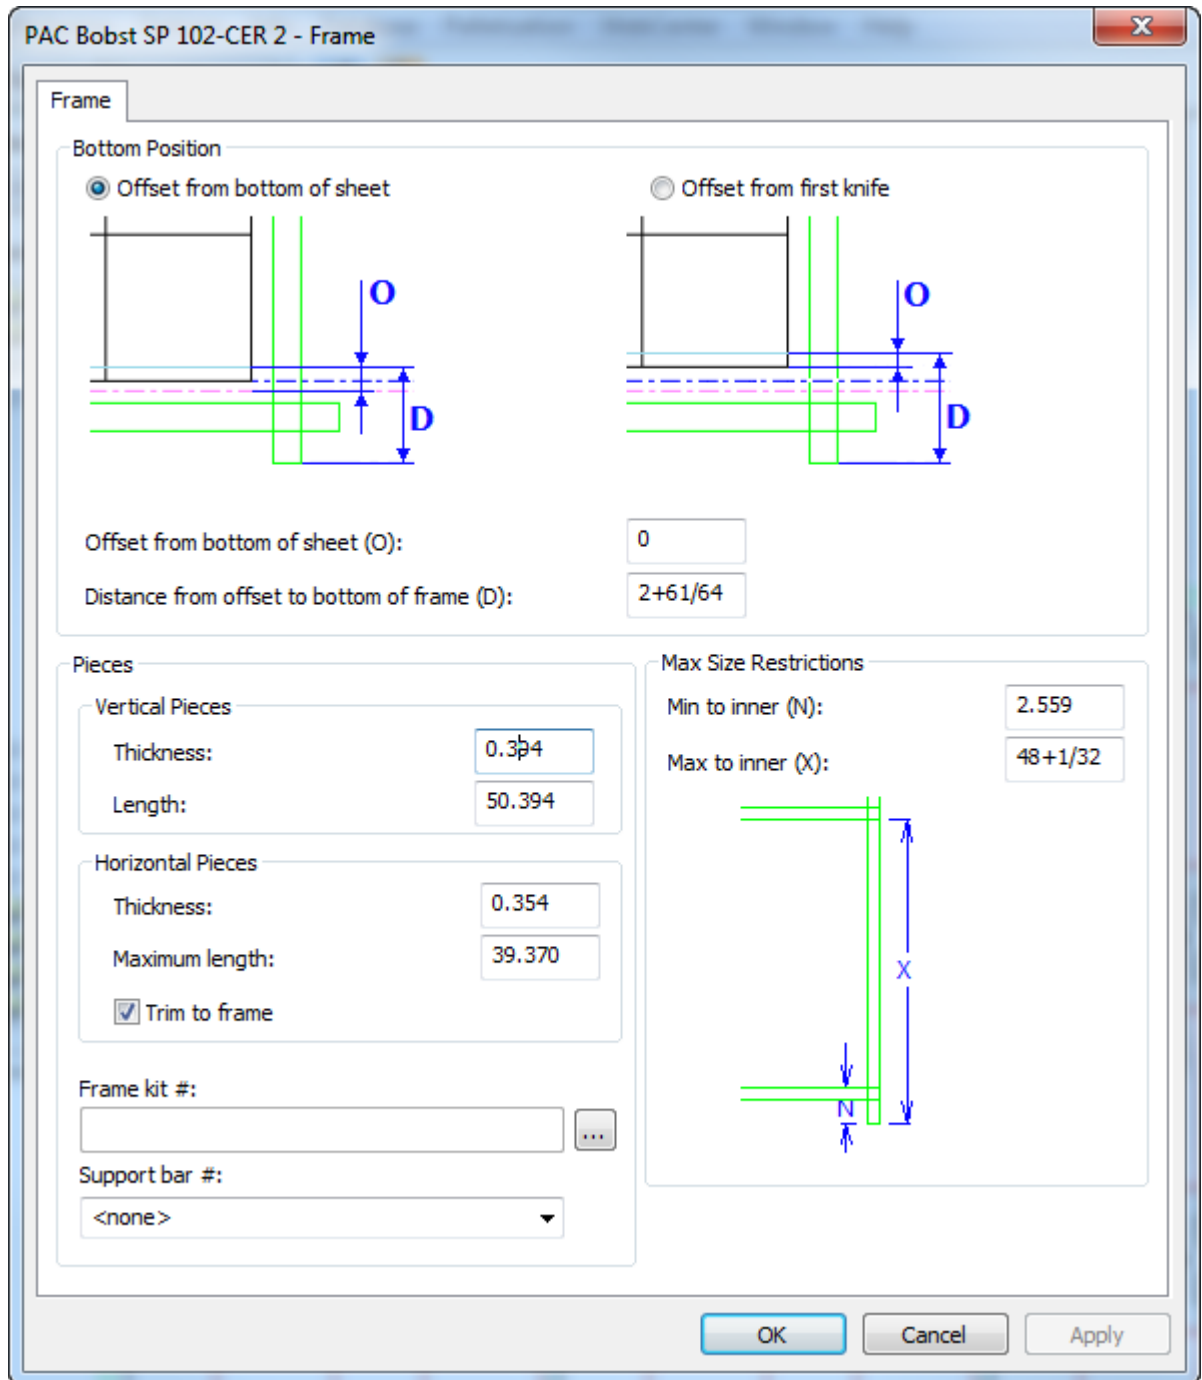 PAC Bobst SP 102-CER 2 - Frame
Frame
Bottom Position
Offset from bottom of sheet
Offset from first knife
O
D
O
D
Offset from bottom of sheet (O):
0
Distance from offset to bottom of frame (D):
2+61/64
Pieces
Vertical Pieces
Thickness:
0.394
Length:
50.394
Horizontal Pieces
Thickness:
0.354
Maximum length:
39.370
Trim to frame
Frame kit #:
...
Support bar #:
<none>
Max Size Restrictions
Min to inner (N):
2.559
Max to inner (X):
48+1/32
X
N
OK
Cancel
Apply